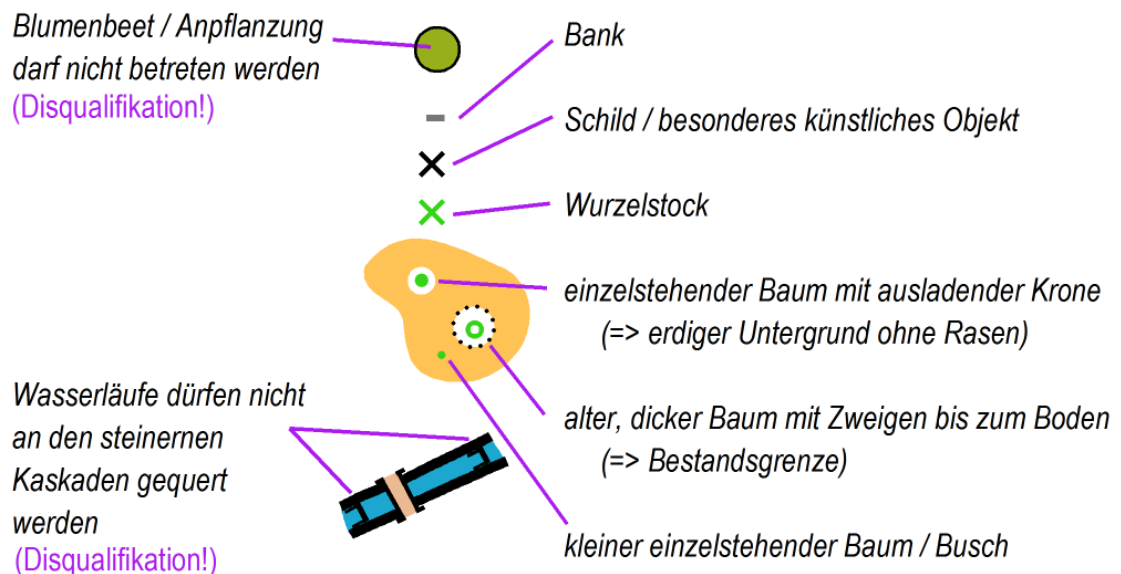 Blumenbeet / Anpflanzung
darf nicht betreten werden
(Disqualifikation!)
Bank
Schild / besonderes künstliches Objekt
Wurzelstock
einzelstehender Baum mit ausladender Krone
(=> erdiger Untergrund ohne Rasen)
Wasserläufe dürfen nicht
an den steinernen
Kaskaden gequert
werden
(Disqualifikation!)
alter, dicker Baum mit Zweigen bis zum Boden
(=> Bestandsgrenze)
kleiner einzelstehender Baum / Busch